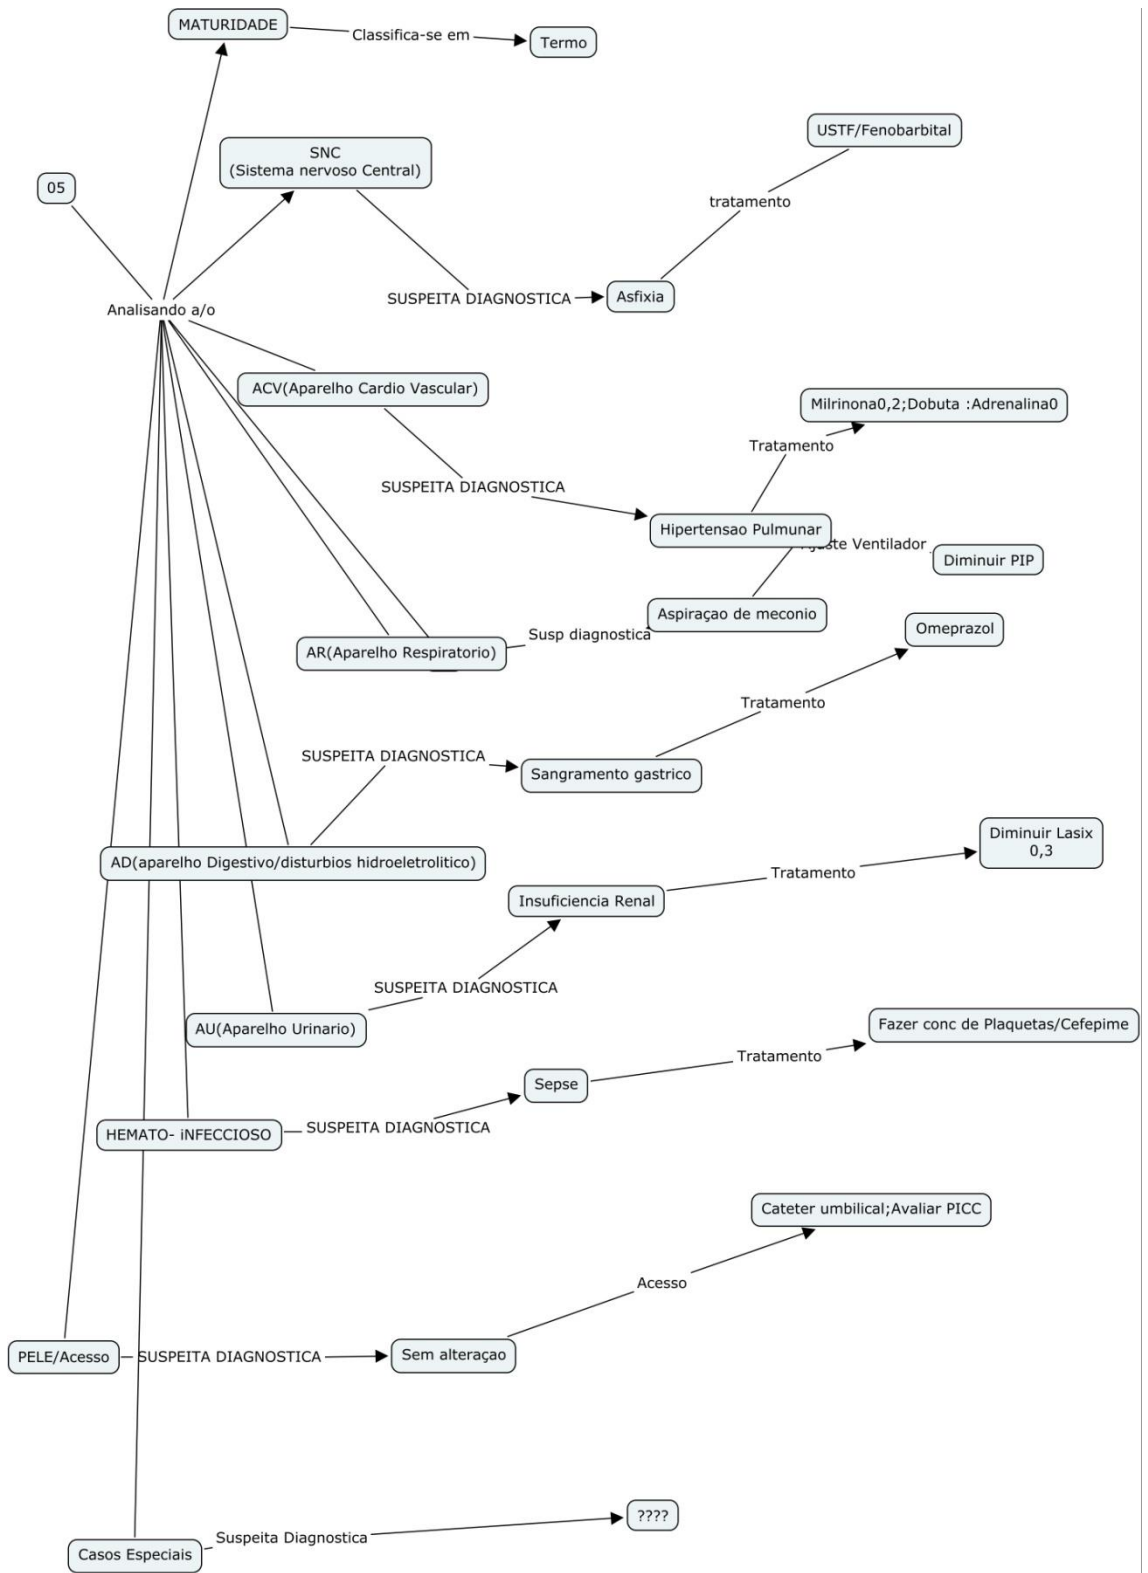 MATURIDADE
Classifica-se em
Termo
USTF/Fenobarbital
SNC
(Sistema nervoso Central)
05
tratamento
Analisando a/o
SUSPEITA DIAGNOSTICA
Asfixia
ACV(Aparelho Cardio Vascular)
Milrinona0,2;Dobuta :Adrenalina0
Tratamento
SUSPEITA DIAGNOSTICA
Hipertensao Pulmunar
Ajuste Ventilador
Diminuir PIP
Aspiraçao de meconio
Susp diagnostica
AR(Aparelho Respiratorio)
Omeprazol
Tratamento
SUSPEITA DIAGNOSTICA
Sangramento gastrico
AD(aparelho Digestivo/disturbios hidroeletrolitico)
Diminuir Lasix
0,3
Tratamento
Insuficiencia Renal
SUSPEITA DIAGNOSTICA
AU(Aparelho Urinario)
Fazer conc de Plaquetas/Cefepime
Tratamento
Sepse
SUSPEITA DIAGNOSTICA
HEMATO- iNFECCIOSO
Cateter umbilical;Avaliar PICC
Acesso
PELE/Acesso
SUSPEITA DIAGNOSTICA
Sem alteraçao
????
Suspeita Diagnostica
Casos Especiais